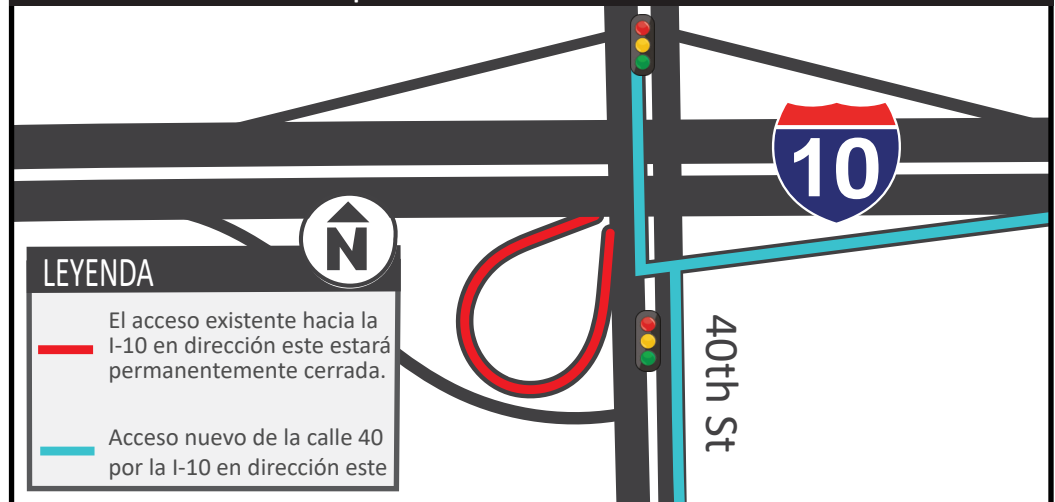 10
N
LEYENDA
El acceso existente hacia la
I-10 en dirección este estará
permanentemente cerrada.
Acceso nuevo de la calle 40
por la I-10 en dirección este
40th St